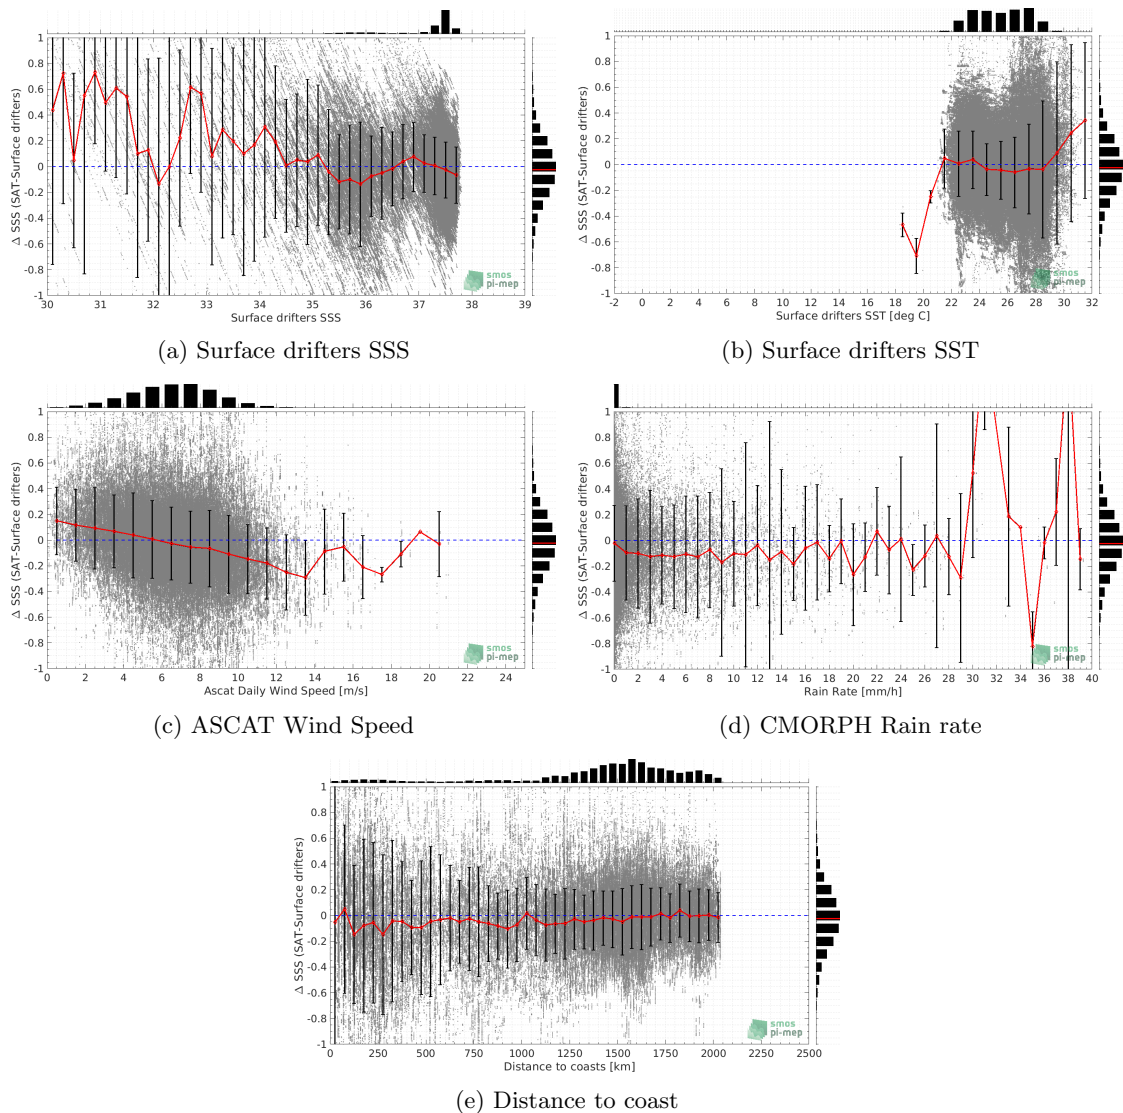 1
0.8
0.6
0.4
0.2
0
-0.2
-0.4
-0.6
-0.8
-1
Δ SSS (SAT-Surface drifters)
30 31 32 33 34 35 36 37 38 39
Surface drifters SSS
smos
pi-mep
(a) Surface drifters SSS
1
0.8
0.6
0.4
0.2
0
-0.2
-0.4
-0.6
-0.8
-1
Δ SSS (SAT-Surface drifters)
-2 0 2 4 6 8 10 12 14 16 18 20 22 24 26 28 30 32
Surface drifters SST [deg C]
smos
pi-mep
(b) Surface drifters SST
1
0.8
0.6
0.4
0.2
0
-0.2
-0.4
-0.6
-0.8
-1
Δ SSS (SAT-Surface drifters)
0 2 4 6 8 10 12 14 16 18 20 22 24
Ascat Daily Wind Speed [m/s]
smos
pi-mep
(c) ASCAT Wind Speed
1
0.8
0.6
0.4
0.2
0
-0.2
-0.4
-0.6
-0.8
-1
Δ SSS (SAT-Surface drifters)
0 2 4 6 8 10 12 14 16 18 20 22 24 26 28 30 32 34 36 38 40
Rain Rate [mm/h]
smos
pi-mep
(d) CMORPH Rain rate
1
0.8
0.6
0.4
0.2
0
-0.2
-0.4
-0.6
-0.8
-1
Δ SSS (SAT-Surface drifters)
0 250 500 750 1000 1250 1500 1750 2000 2250 2500
Distance to coasts [km]
smos
pi-mep
(e) Distance to coast